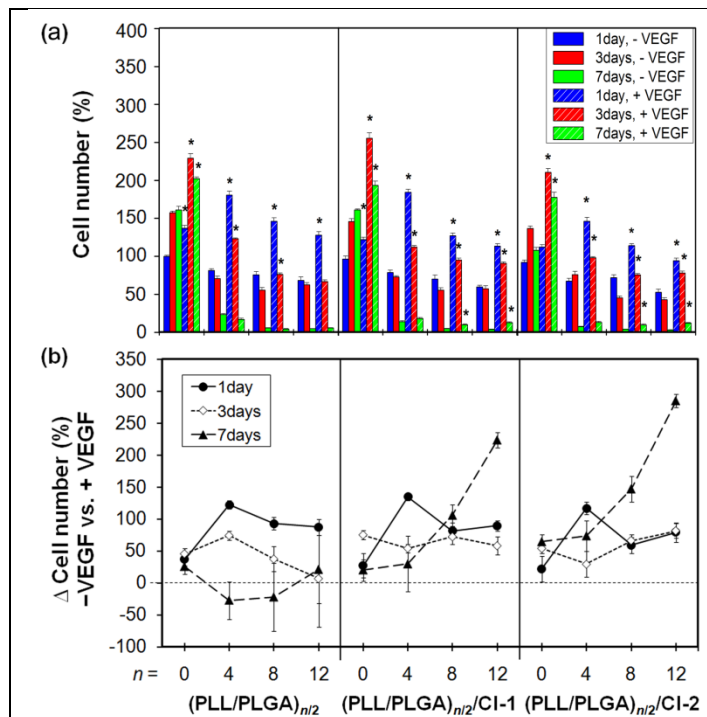 (a)
Cell number (%)
400
350
300
250
200
150
100
50
0
1day, - VEGF
3days, - VEGF
7days, - VEGF
1day, + VEGF
3days, + VEGF
7days, + VEGF
* * * * * * * *
* * * * * * * * * * *
* * * * * * * * * *
(b)
Δ Cell number (%)
−VEGF vs. + VEGF
350
300
250
200
150
100
50
0
-50
-100
1day
3days
7days
n = 0 4 8 12 0 4 8 12 0 4 8 12
(PLL/PLGA)n/2 (PLL/PLGA)n/2/CI-1 (PLL/PLGA)n/2/CI-2